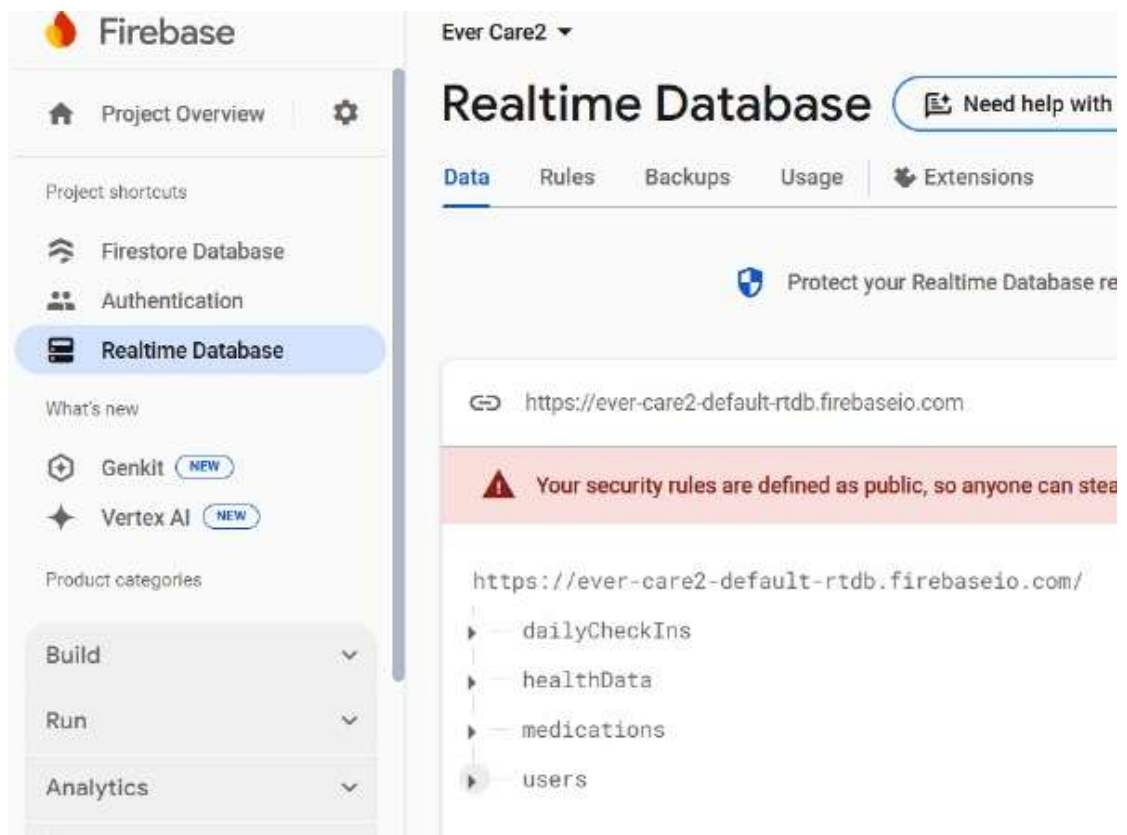 Firebase
Project Overview
Project shortcuts
Firestore Database
Authentication
Realtime Database
What's new
Genkit NEW
Vertex AI NEW
Product categories
Build
Run
Analytics
Ever Care2
Realtime Database
Need help with
Data Rules Backups Usage Extensions
Protect your Realtime Database re
https://ever-care2-default-rtdb.firebaseio.com
Your security rules are defined as public, so anyone can stea
https://ever-care2-default-rtdb.firebaseio.com/
dailyCheckIns
healthData
medications
users